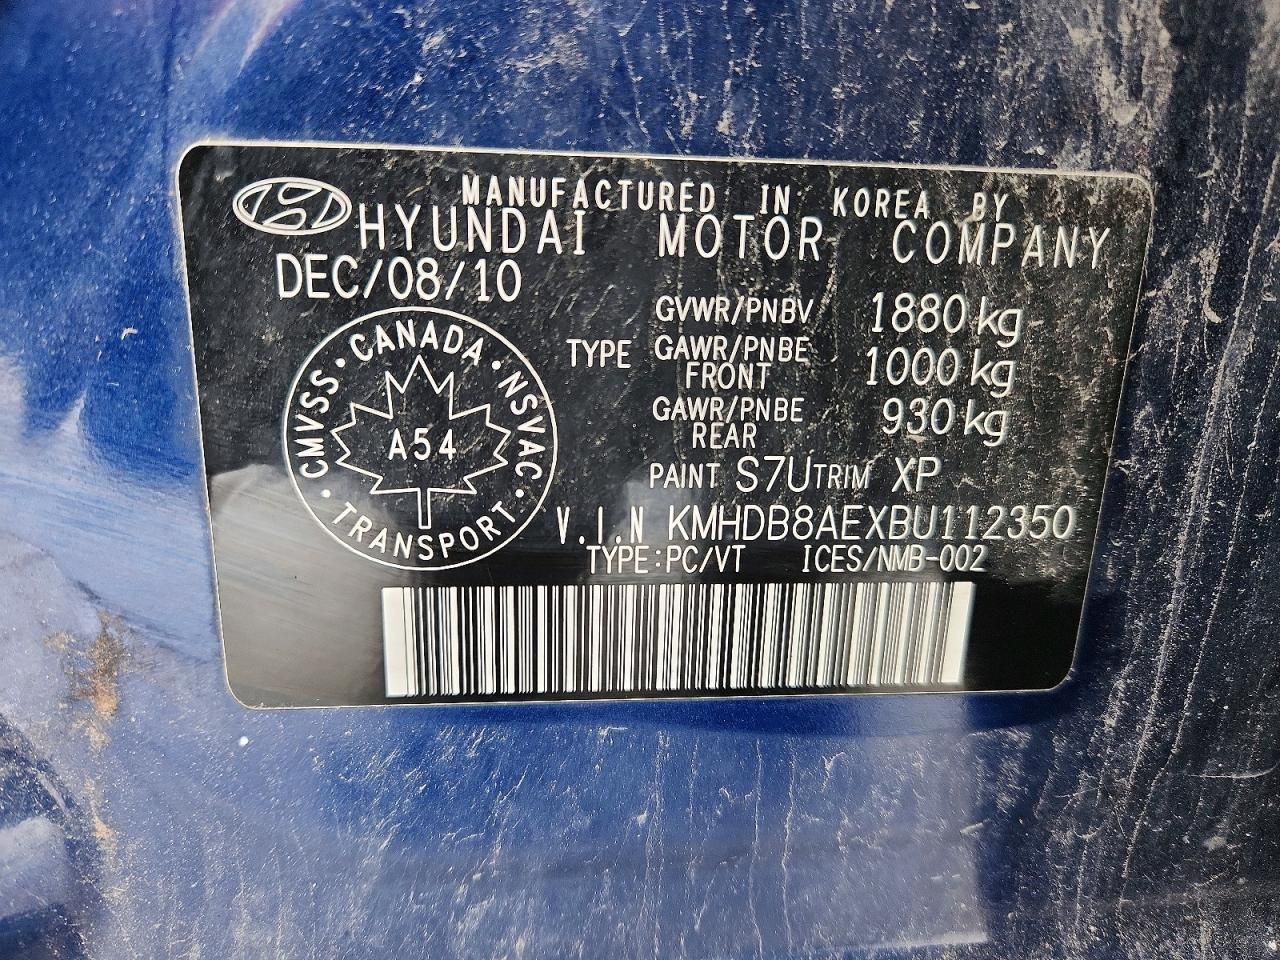 MANUFACTURED IN KOREA BY
HYUNDAI MOTOR COMPANY
DEC/08/10
GVWR/PNBV 1880 kg
TYPE GAWR/PNBE FRONT 1000 kg
GAWR/PNBE REAR 930 kg
CMVSS · CANADA · NSVAC · TRANSPORT ·
A54
PAINT S7U TRIM XP
V.I.N KMHDB8AEXBU112350
TYPE:PC/VT ICES/NMB-002